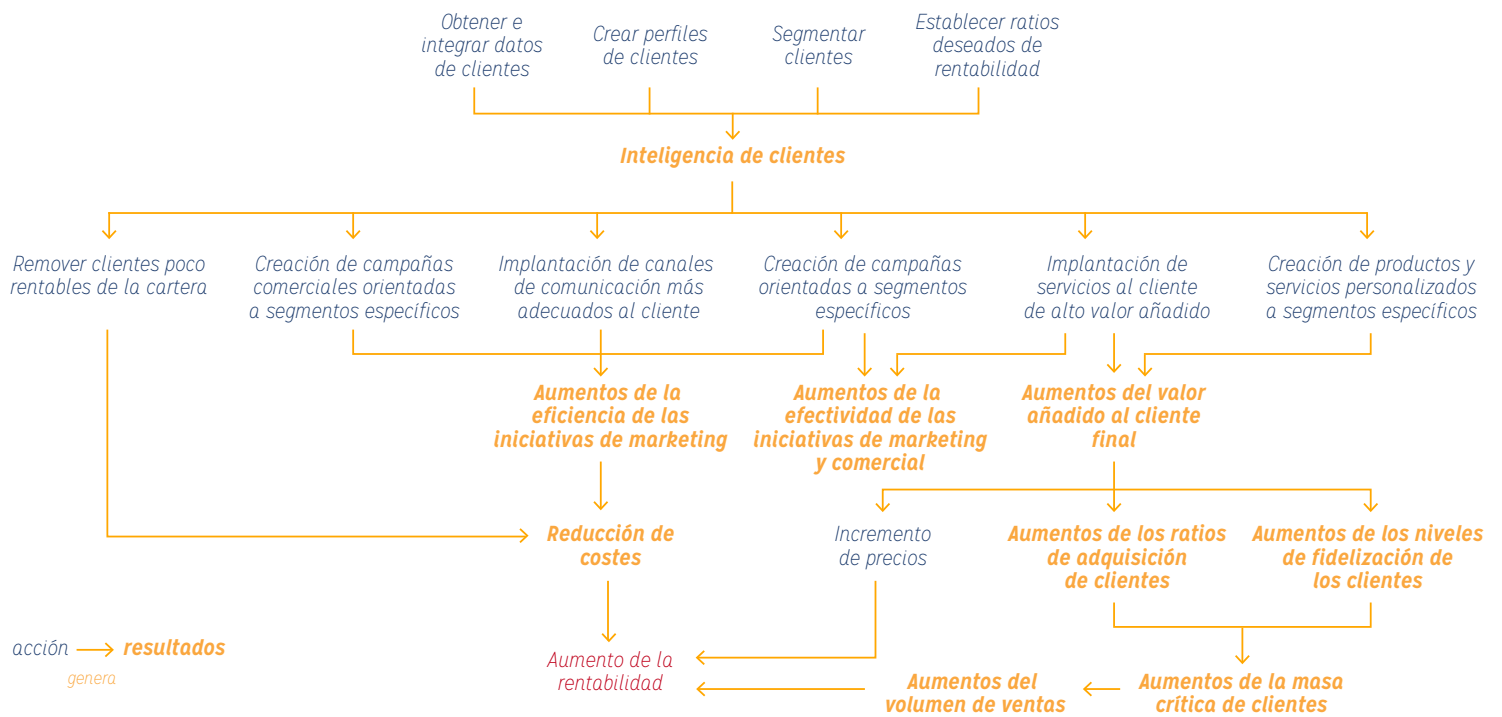 Obtener e
integrar datos
de clientes
Crear perfiles
de clientes
Segmentar
clientes
Establecer ratios
deseados de
rentabilidad
Inteligencia de clientes
Remover clientes poco
rentables de la cartera
Creación de campañas
comerciales orientadas
a segmentos específicos
Implantación de canales
de comunicación más
adecuados al cliente
Creación de campañas
orientadas a segmentos
específicos
Implantación de
servicios al cliente
de alto valor añadido
Creación de productos y
servicios personalizados
a segmentos específicos
Aumentos de la
eficiencia de las
iniciativas de marketing
Aumentos de la
efectividad de las
iniciativas de marketing
y comercial
Aumentos del valor
añadido al cliente
final
Reducción de
costes
Incremento
de precios
Aumentos de los ratios
de adquisición
de clientes
Aumentos de los niveles
de fidelización de
los clientes
acción resultados
genera
Aumento de la
rentabilidad
Aumentos del
volumen de ventas
Aumentos de la masa
crítica de clientes